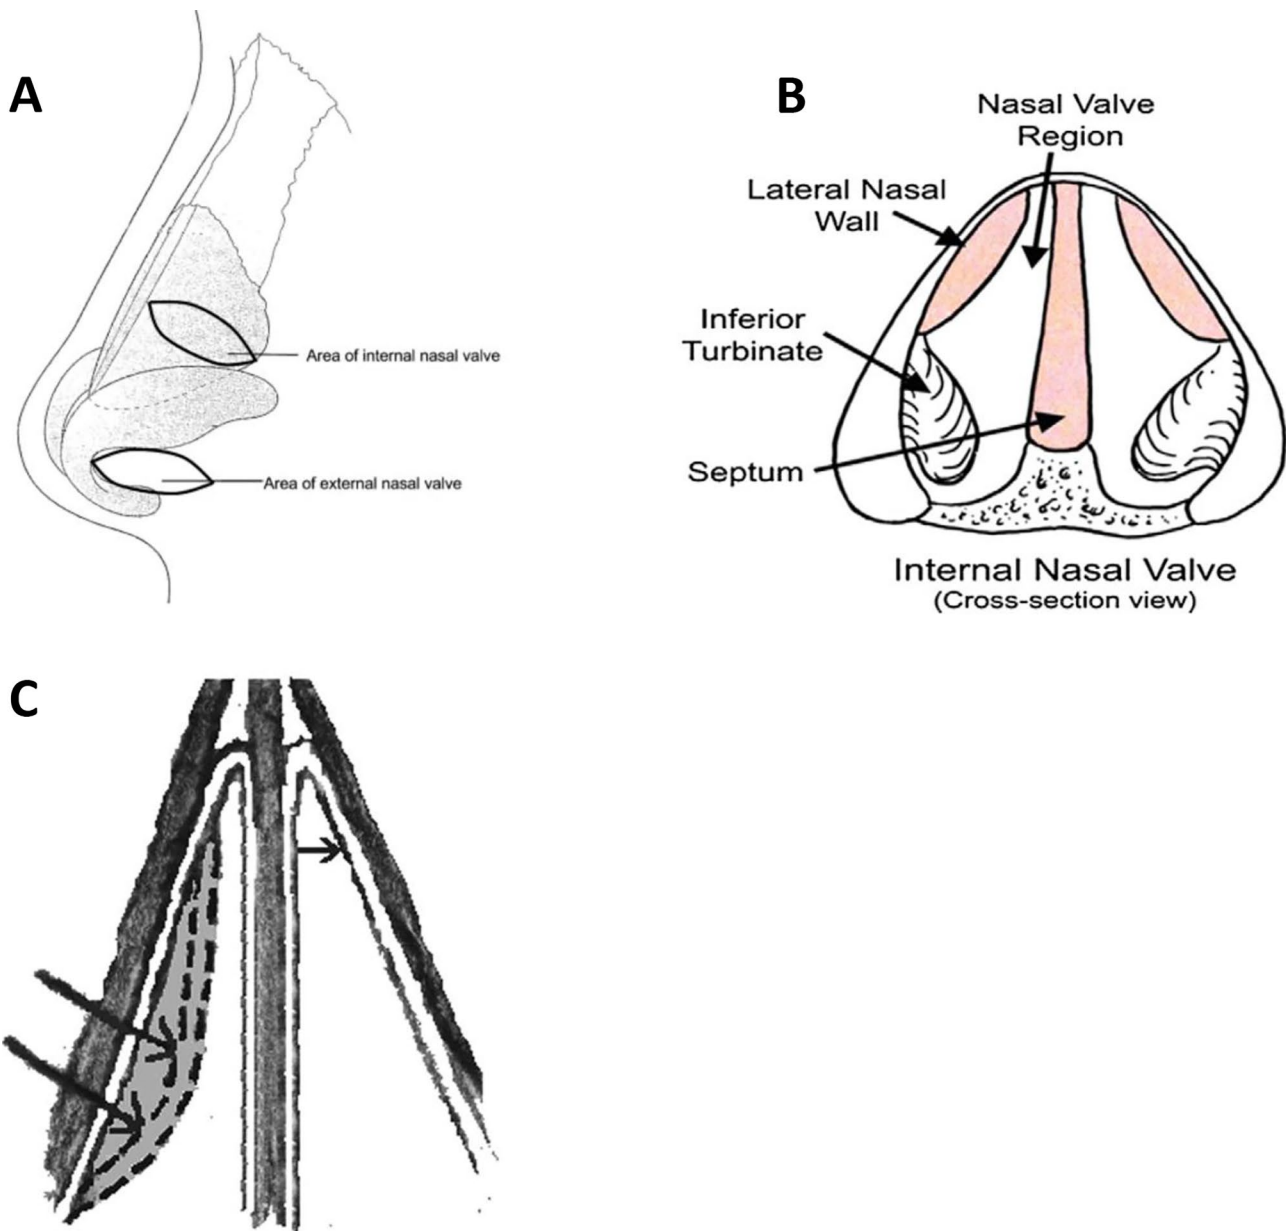 A
Area of internal nasal valve
Area of external nasal valve
B
Nasal Valve
Region
Lateral Nasal
Wall
Inferior
Turbinate
Septum
Internal Nasal Valve
(Cross-section view)
C